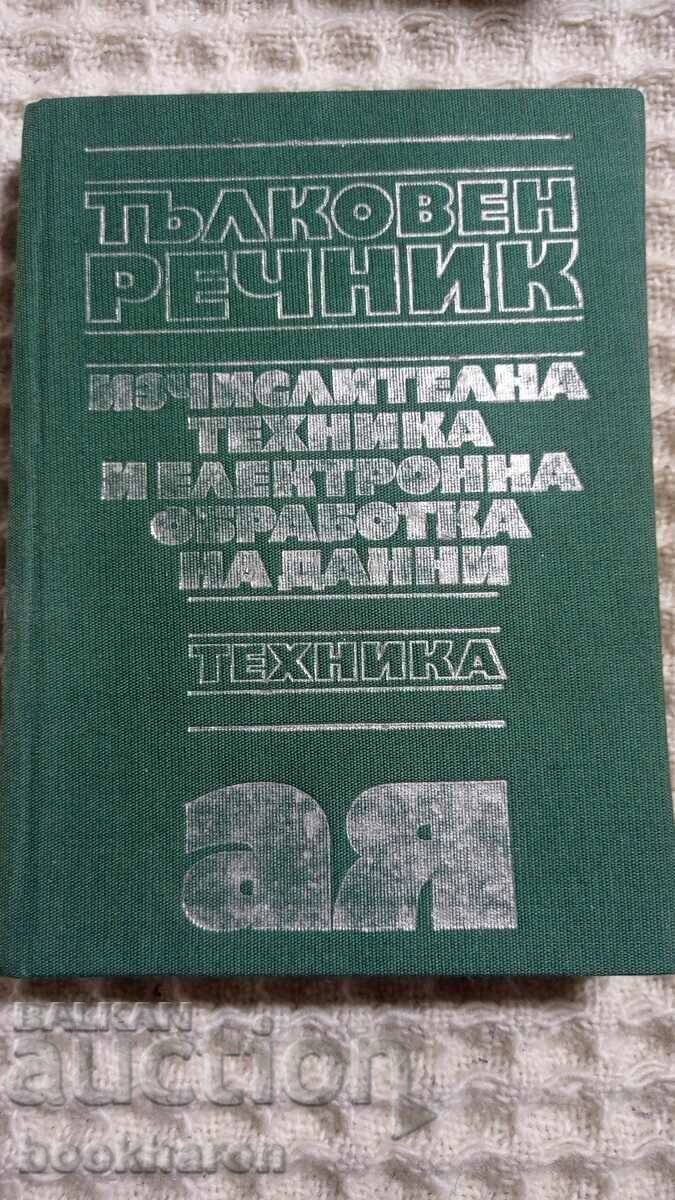 ТЪЛКОВЕН
РЕЧНИК
ИЗЧИСЛИТЕЛНА
ТЕХНИКА
И ЕЛЕКТРОННА
ОБРАБОТКА
НА ДАННИ
ТЕХНИКА
аЯ
BALKAN
auction
bookharon